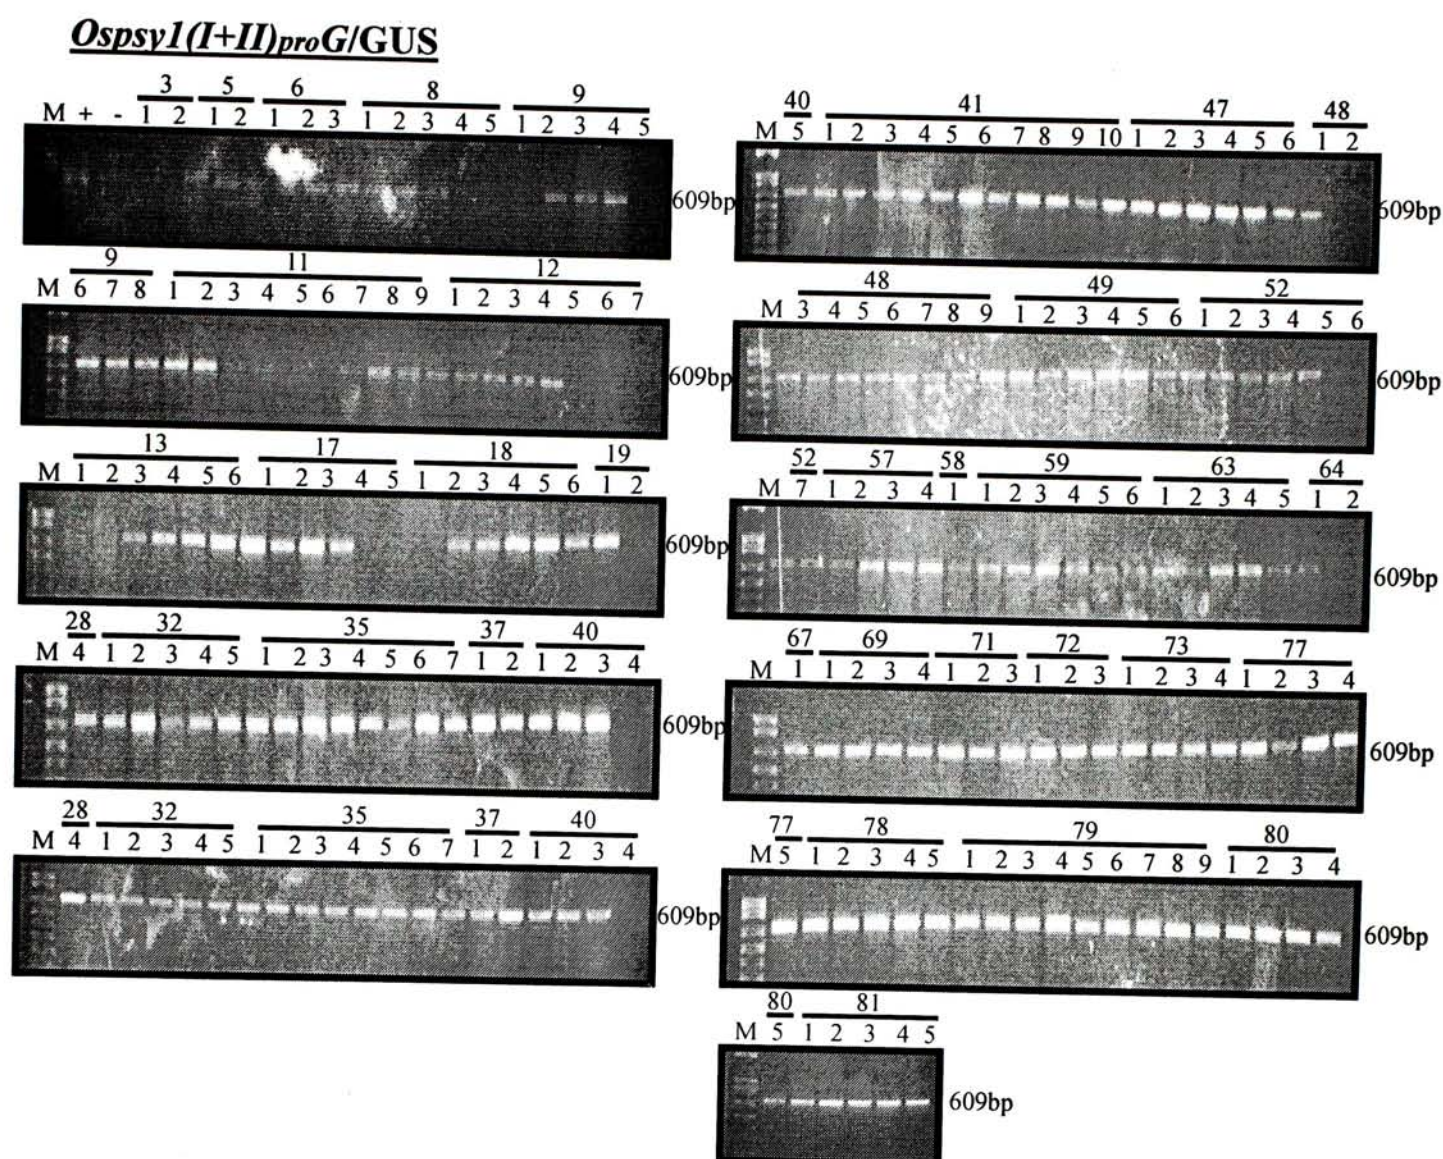 Ospsy1(I+II)proG/GUS
3 5 6 8 9
M + - 1 2 1 2 1 2 3 1 2 3 4 5 1 2 3 4 5
609bp
9 11 12
M 6 7 8 1 2 3 4 5 6 7 8 9 1 2 3 4 5 6 7
609bp
13 17 18 19
M 1 2 3 4 5 6 1 2 3 4 5 1 2 3 4 5 6 1 2
609bp
28 32 35 37 40
M 4 1 2 3 4 5 1 2 3 4 5 6 7 1 2 1 2 3 4
609bp
28 32 35 37 40
M 4 1 2 3 4 5 1 2 3 4 5 6 7 1 2 1 2 3 4
609bp
40 41 47 48
M 5 1 2 3 4 5 6 7 8 9 10 1 2 3 4 5 6 1 2
609bp
48 49 52
M 3 4 5 6 7 8 9 1 2 3 4 5 6 1 2 3 4 5 6
609bp
52 57 58 59 63 64
M 7 1 2 3 4 1 1 2 3 4 5 6 1 2 3 4 5 1 2
609bp
67 69 71 72 73 77
M 1 1 2 3 4 1 2 3 1 2 3 1 2 3 4 1 2 3 4
609bp
77 78 79 80
M 5 1 2 3 4 5 1 2 3 4 5 6 7 8 9 1 2 3 4
609bp
80 81
M 5 1 2 3 4 5
609bp